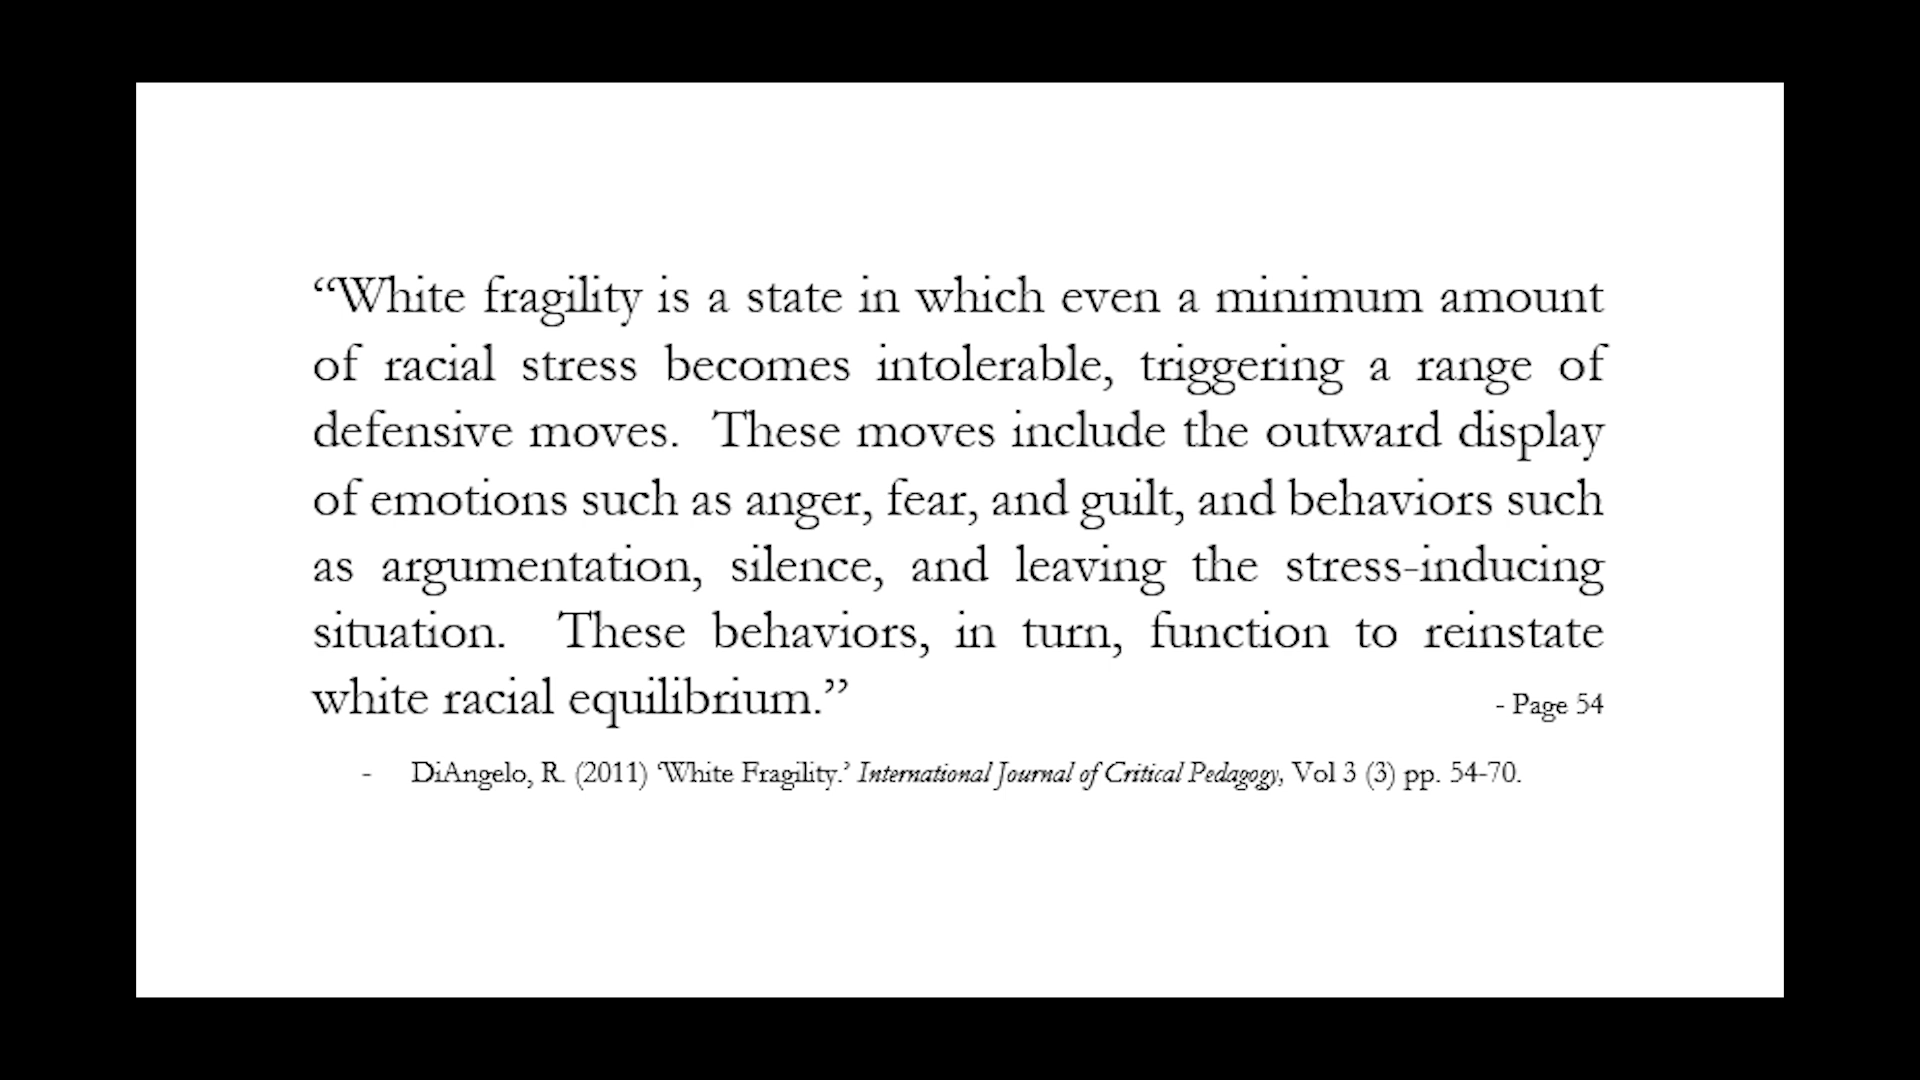 “White fragility is a state in which even a minimum amount
of racial stress becomes intolerable, triggering a range of
defensive moves.  These moves include the outward display
of emotions such as anger, fear, and guilt, and behaviors such
as argumentation, silence, and leaving the stress-inducing
situation.  These behaviors, in turn, function to reinstate
white racial equilibrium.” - Page 54
- DiAngelo, R. (2011) ‘White Fragility.’ International Journal of Critical Pedagogy, Vol 3 (3) pp. 54-70.